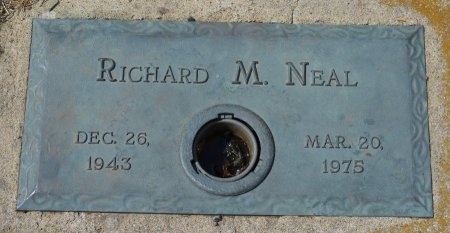 Richard M. Neal
Dec. 26, Mar. 20,
1943 1975